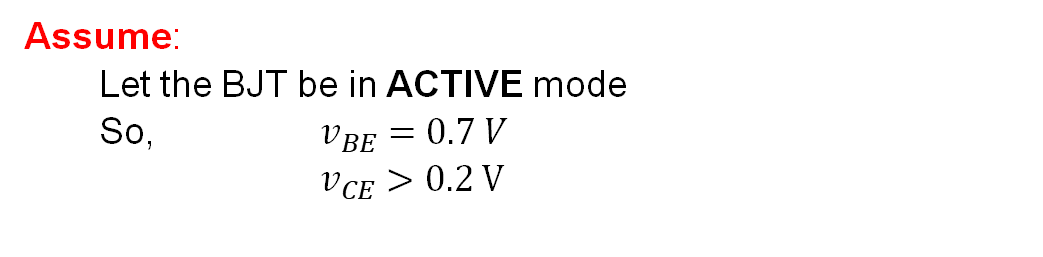 Assume:
Let the BJT be in ACTIVE mode
So, v_BE = 0.7 V
v_CE > 0.2 V